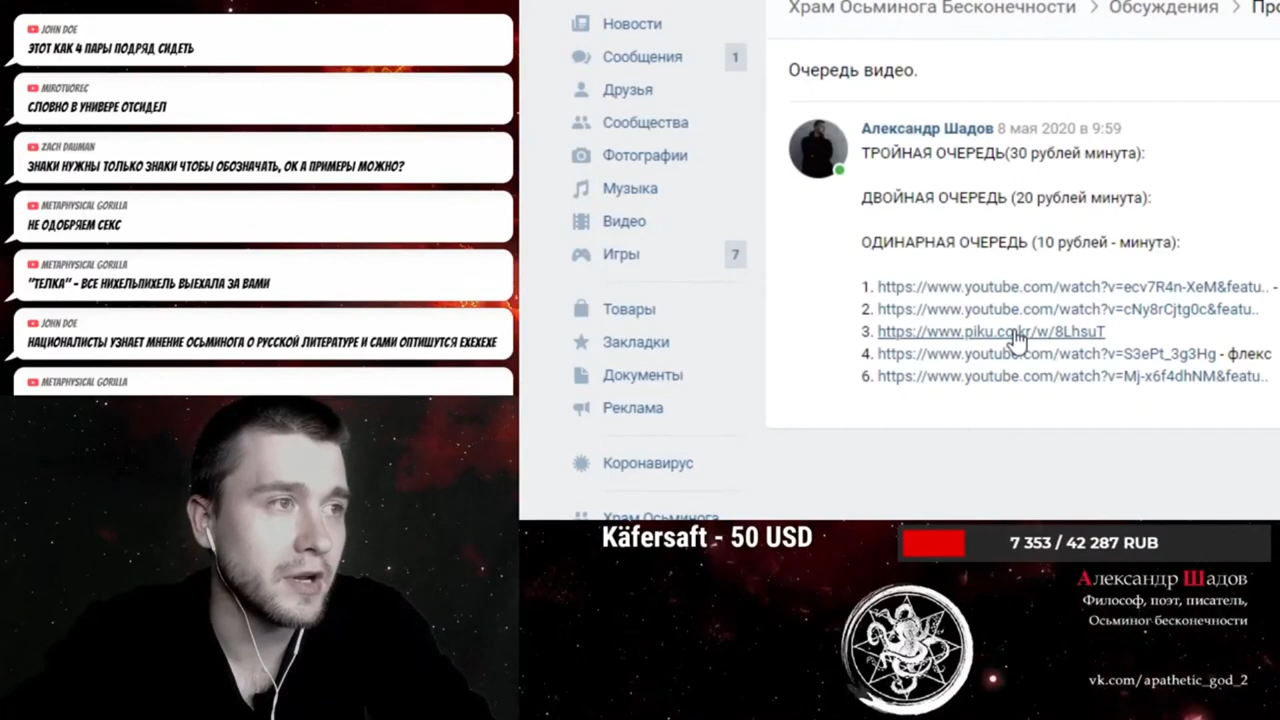 JOHN DOE
ЭТОТ КАК 4 ПАРЫ ПОДРЯД СИДЕТЬ
MIROTVOREC
СЛОВНО В УНИВЕРЕ ОТСИДЕЛ
ZACH DAUMAN
ЗНАКИ НУЖНЫ ТОЛЬКО ЗНАКИ ЧТОБЫ ОБОЗНАЧАТЬ, ОК А ПРИМЕРЫ МОЖНО?
METAPHYSICAL GORILLA
НЕ ОДОБРЯЕМ СЕКС
METAPHYSICAL GORILLA
"ТЕЛКА" - ВСЕ НИХЕЛЬПИХЕЛЬ ВЫЕХАЛА ЗА ВАМИ
JOHN DOE
НАЦИОНАЛИСТЫ УЗНАЕТ МНЕНИЕ ОСЬМИНОГА О РУССКОЙ ЛИТЕРАТУРЕ И САМИ ОТПИШУТСЯ ЕХЕХЕХЕ
METAPHYSICAL GORILLA
Новости
Сообщения 1
Друзья
Сообщества
Фотографии
Музыка
Видео
Игры 7
Товары
Закладки
Документы
Реклама
Коронавирус
Храм Осьминога
Храм Осьминога Бесконечности > Обсуждения > Про
Очередь видео.
Александр Шадов 8 мая 2020 в 9:59
ТРОЙНАЯ ОЧЕРЕДЬ(30 рублей минута):
ДВОЙНАЯ ОЧЕРЕДЬ (20 рублей минута):
ОДИНАРНАЯ ОЧЕРЕДЬ (10 рублей - минута):
1. https://www.youtube.com/watch?v=ecv7R4n-XeM&featu.. -
2. https://www.youtube.com/watch?v=cNy8rCjtg0c&featu..
3. https://www.piku.co.kr/w/8LhsuT
4. https://www.youtube.com/watch?v=S3ePt_3g3Hg - флекс
6. https://www.youtube.com/watch?v=Mj-x6f4dhNM&featu..
Käfersaft - 50 USD
7 353 / 42 287 RUB
Александр Шадов
Философ, поэт, писатель,
Осьминог бесконечности
vk.com/apathetic_god_2